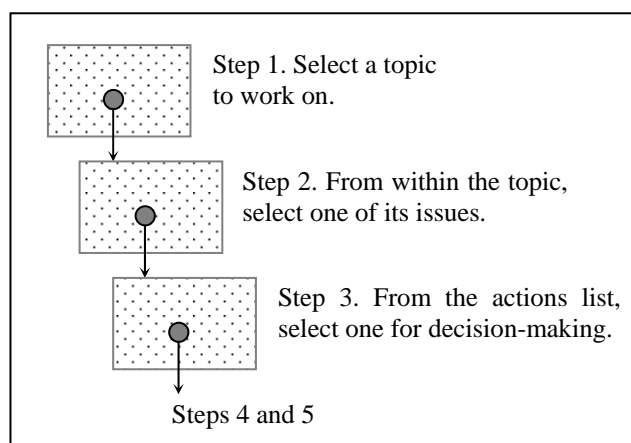 Step 1. Select a topic
to work on.
Step 2. From within the topic,
select one of its issues.
Step 3. From the actions list,
select one for decision-making.
Steps 4 and 5